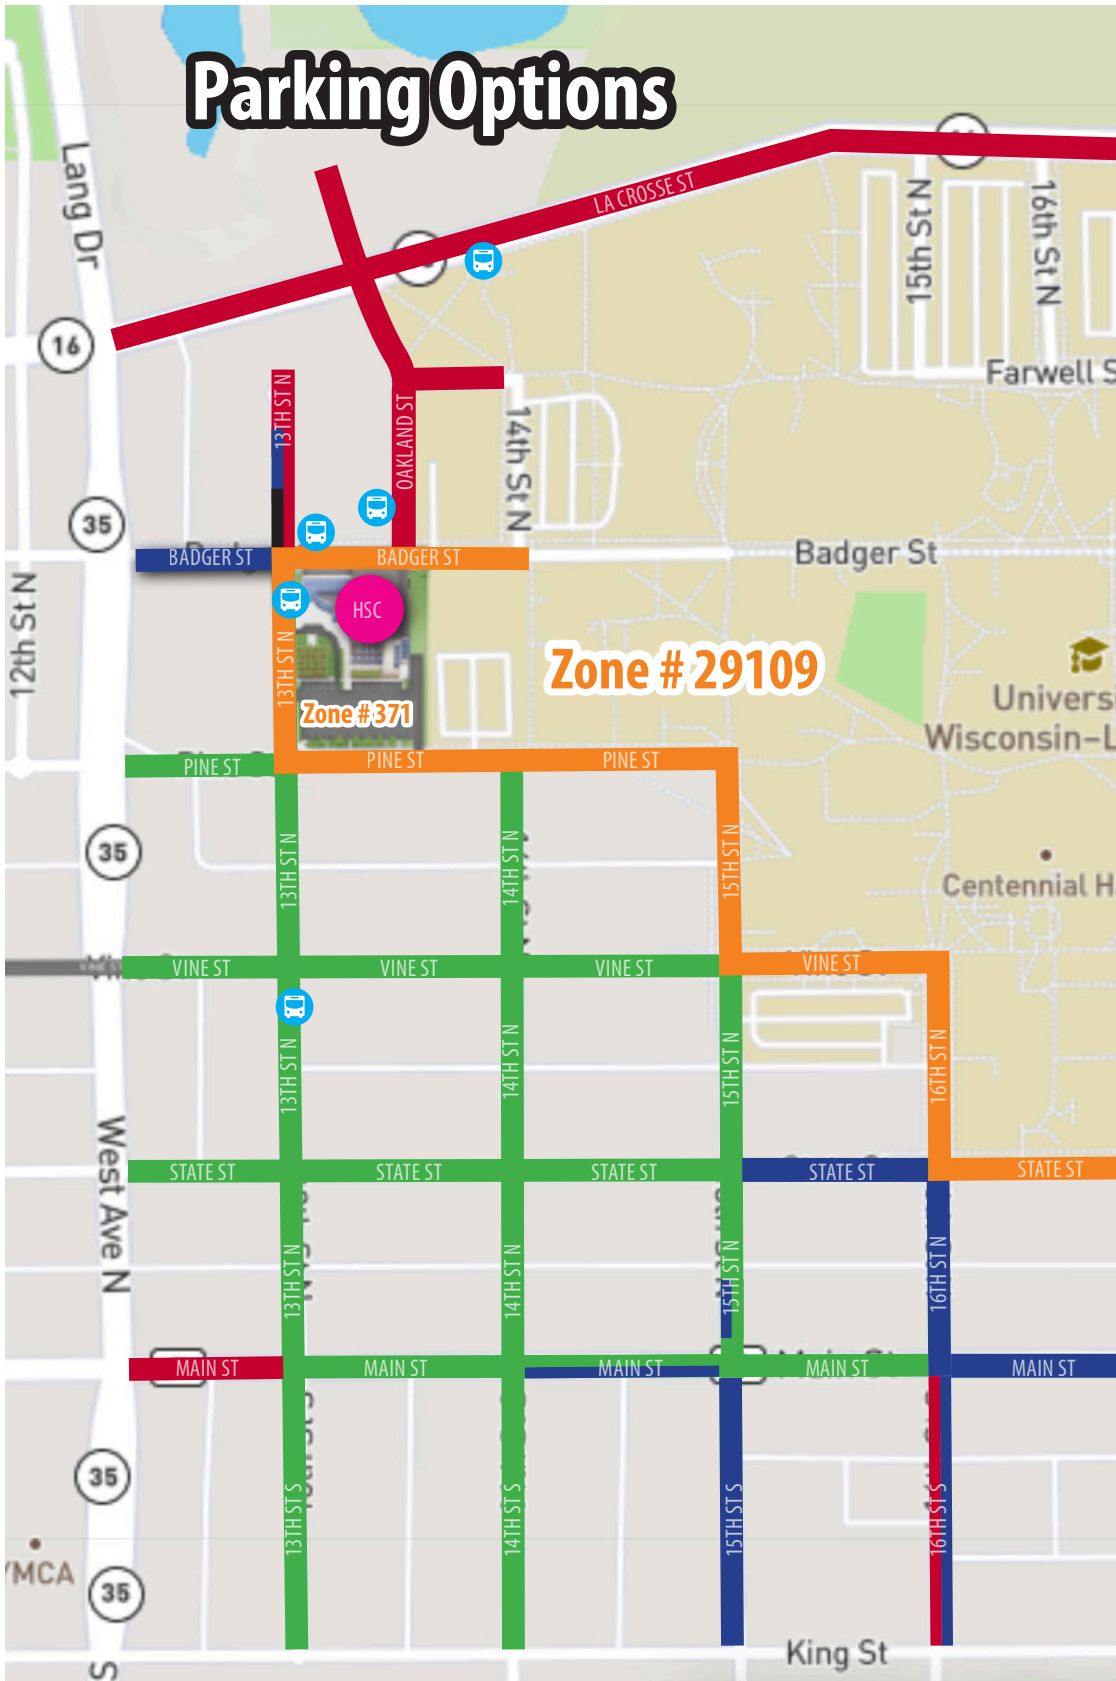 Parking Options
Lang Dr
LA CROSSE ST
15th St N
16th St N
16
Farwell S
13TH ST N
OAKLAND ST
14th St N
35
BADGER ST
BADGER ST
Badger St
12th St N
HSC
13TH ST N
Zone # 29109
Zone # 371
Universi
Wisconsin–L
PINE ST
PINE ST
PINE ST
35
13TH ST N
14TH ST N
15TH ST N
Centennial H
VINE ST
VINE ST
VINE ST
VINE ST
13TH ST N
14TH ST N
15TH ST N
16TH ST N
West Ave N
STATE ST
STATE ST
STATE ST
STATE ST
STATE ST
13TH ST N
14TH ST N
15TH ST N
16TH ST N
MAIN ST
MAIN ST
MAIN ST
MAIN ST
MAIN ST
35
13TH ST S
14TH ST S
15TH ST S
16TH ST S
YMCA
35
King St
S